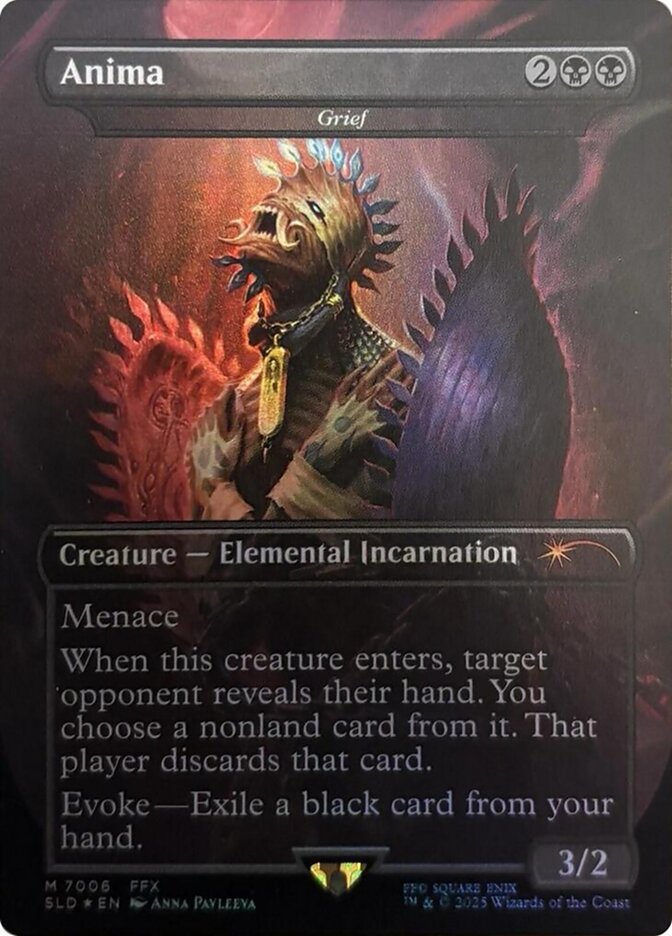 Anima 2
Grief
Creature — Elemental Incarnation
Menace
When this creature enters, target
opponent reveals their hand. You
choose a nonland card from it. That
player discards that card.
Evoke—Exile a black card from your
hand.
3/2
M 7006 FFX
SLD ★ EN Anna Pavleeva
FFC SQUARE ENIX
™ & © 2025 Wizards of the Coast